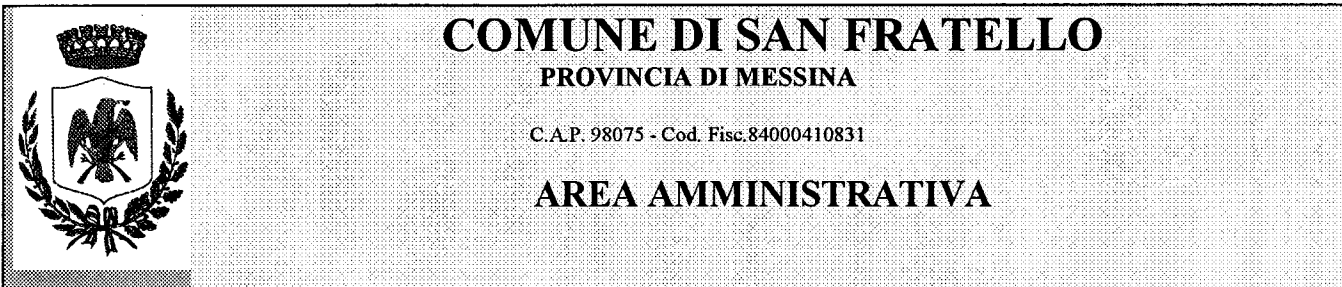 COMUNE DI SAN FRATELLO
PROVINCIA DI MESSINA
C.A.P. 98075 - Cod. Fisc.84000410831
AREA AMMINISTRATIVA